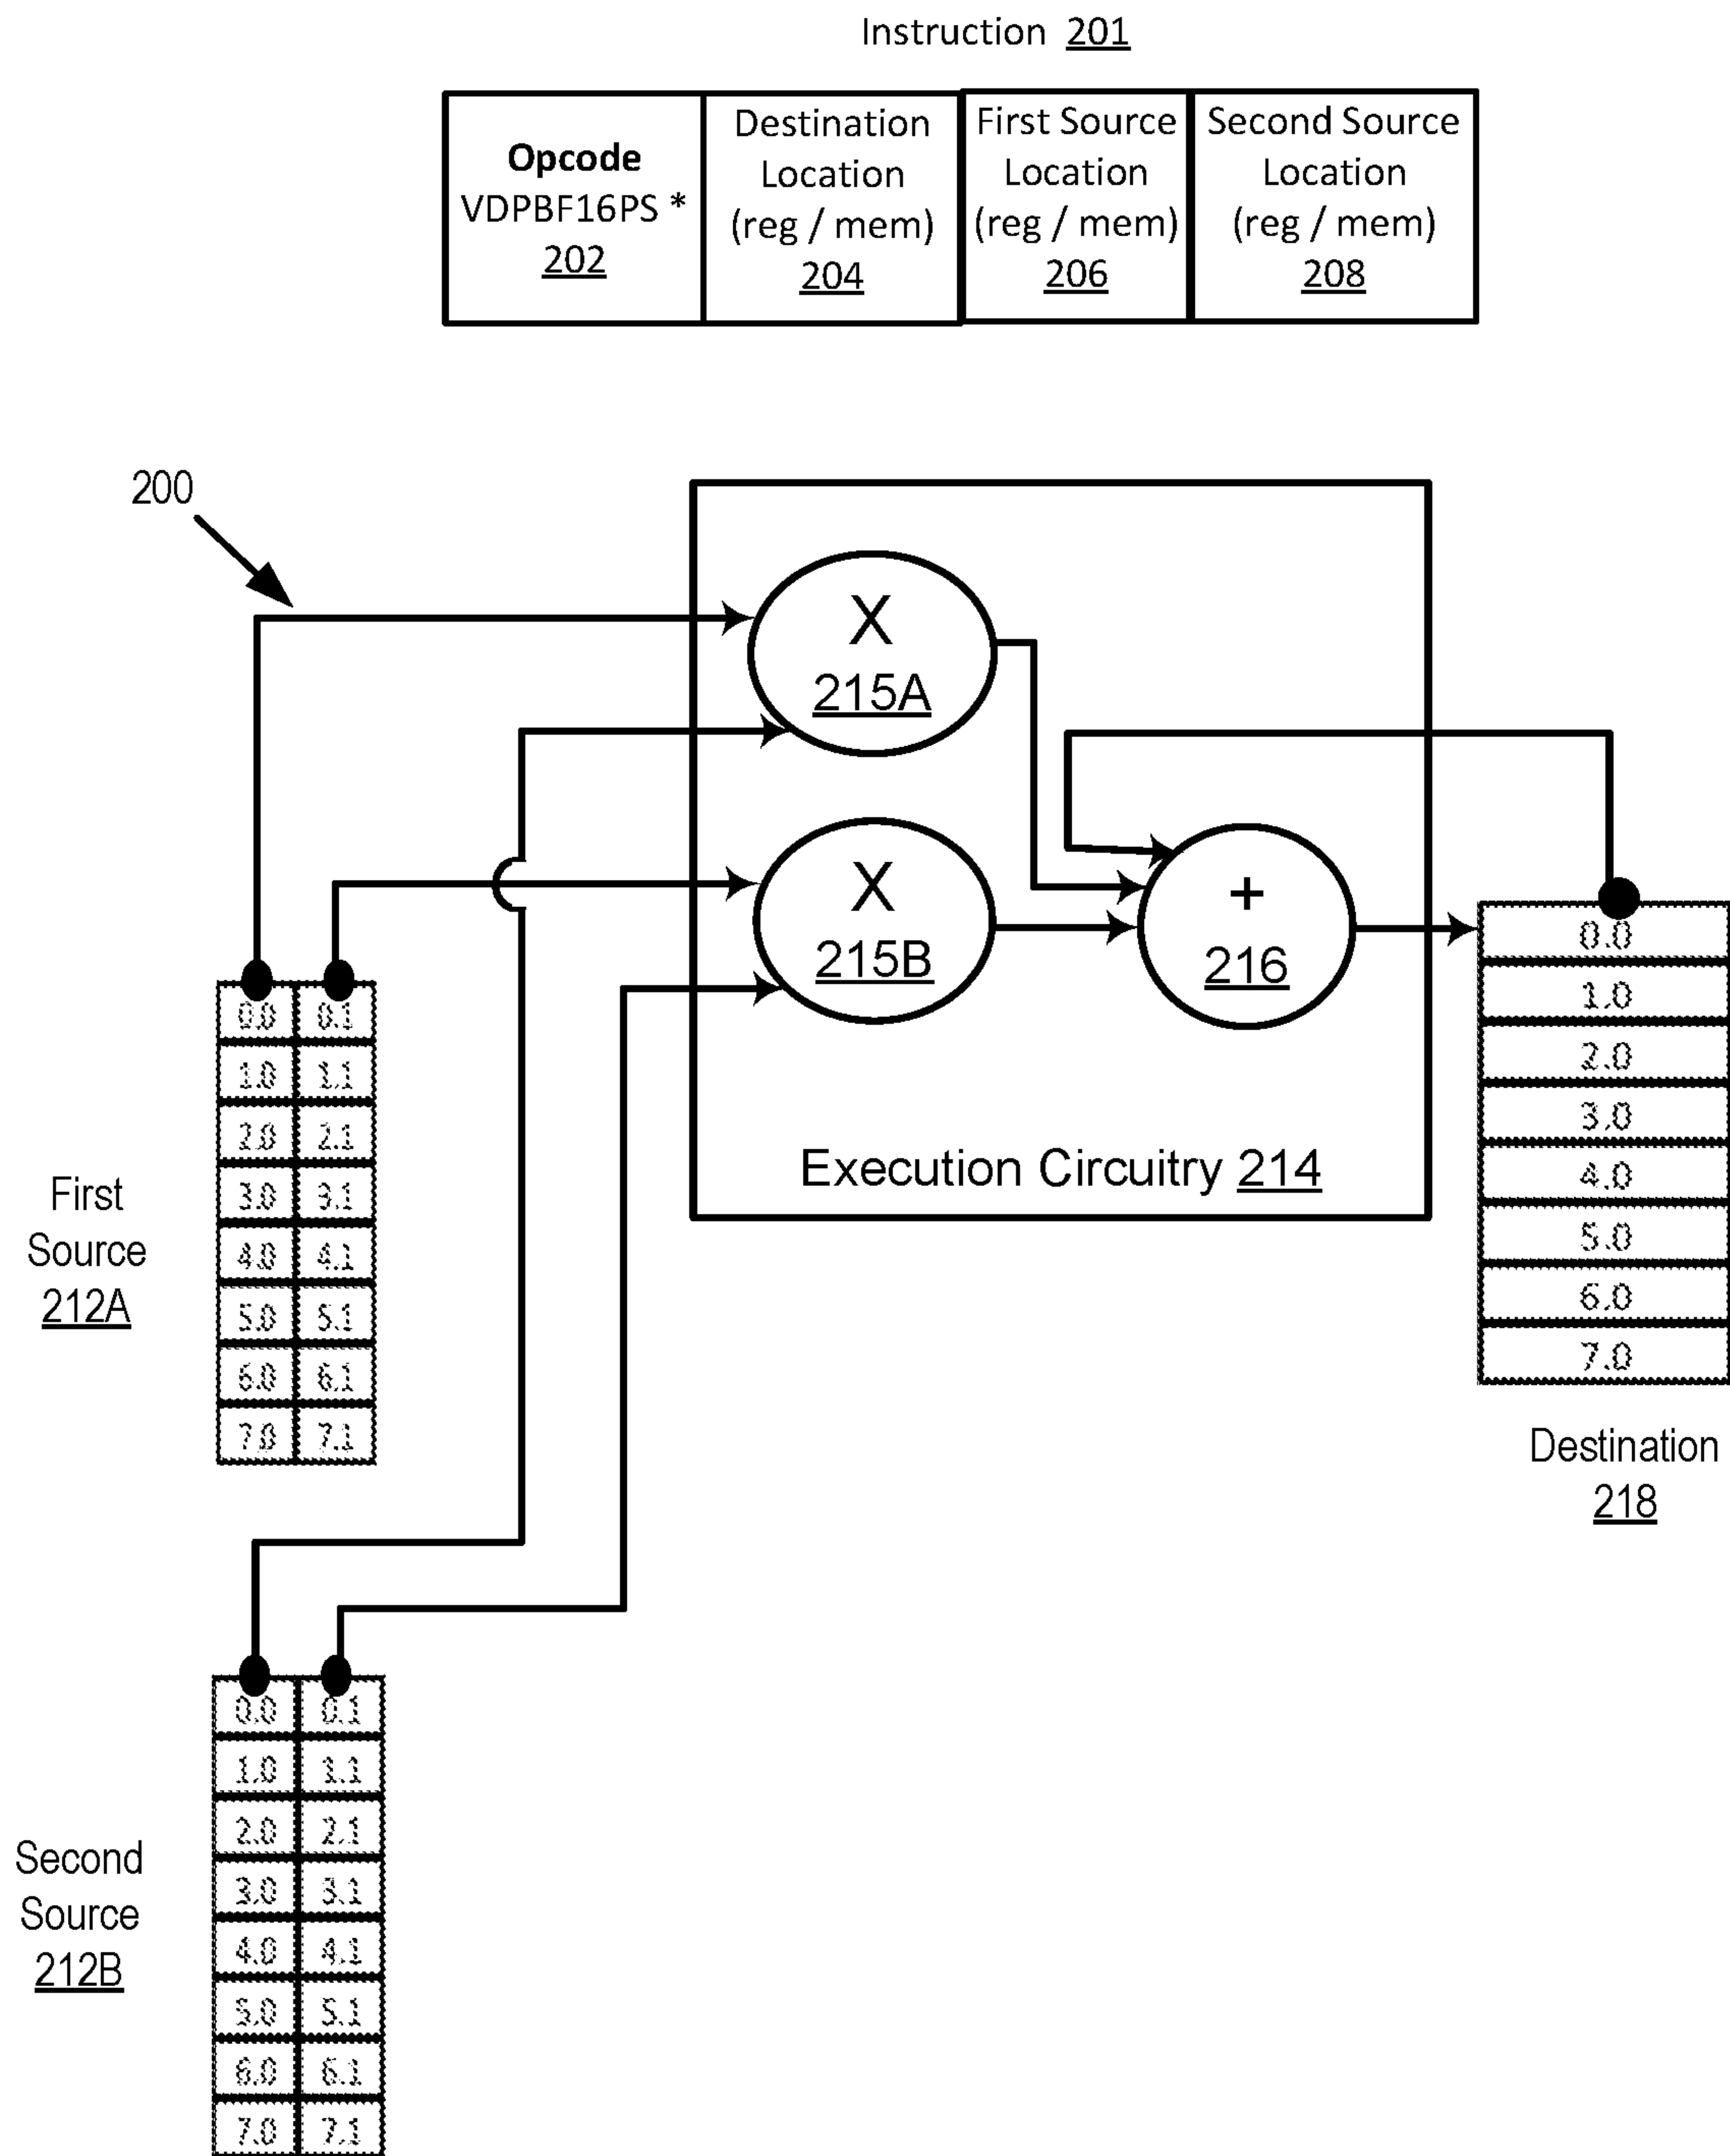 Instruction 201
Opcode
VDPBF16PS *
202
Destination
Location
(reg / mem)
204
First Source
Location
(reg / mem)
206
Second Source
Location
(reg / mem)
208
200
X
215A
X
215B
+
216
Execution Circuitry 214
First
Source
212A
0.0 0.1
1.0 1.1
2.0 2.1
3.0 3.1
4.0 4.1
5.0 5.1
6.0 6.1
7.0 7.1
0.0
1.0
2.0
3.0
4.0
5.0
6.0
7.0
Destination
218
Second
Source
212B
0.0 0.1
1.0 1.1
2.0 2.1
3.0 3.1
4.0 4.1
5.0 5.1
6.0 6.1
7.0 7.1